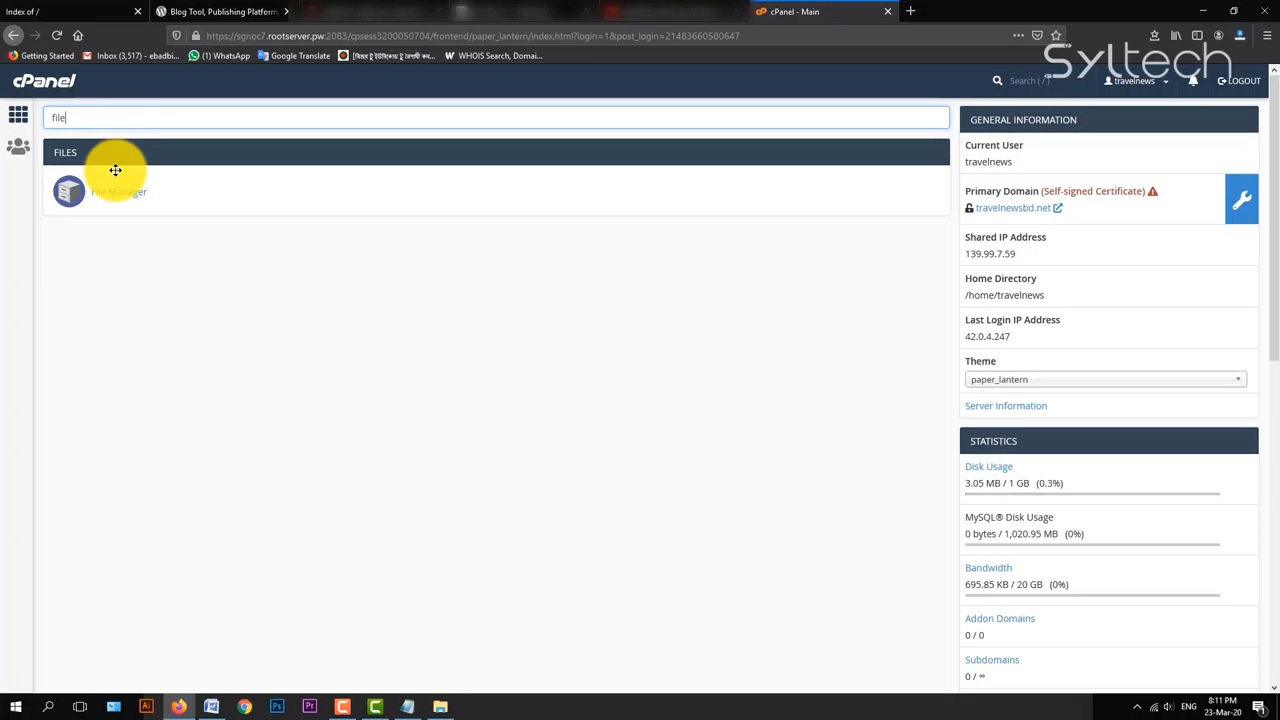 Index of
Blog Tool, Publishing Platform,
cPanel - Main
https://sgnoc7.rootserver.pw:2083/cpsess3200050704/frontend/paper_lantern/index.html?login=1&post_login=21483660580647
Getting Started
Inbox (3,517) - ebadbi...
(1) WhatsApp
Google Translate
WHOIS Search, Domai...
Syltech
cPanel
Search ( / )
travelnews
LOGOUT
file
FILES
File Manager
GENERAL INFORMATION
Current User
travelnews
Primary Domain (Self-signed Certificate)
travelnewsbd.net
Shared IP Address
139.99.7.59
Home Directory
/home/travelnews
Last Login IP Address
42.0.4.247
Theme
paper_lantern
Server Information
STATISTICS
Disk Usage
3.05 MB / 1 GB (0.3%)
MySQL® Disk Usage
0 bytes / 1,020.95 MB (0%)
Bandwidth
695.85 KB / 20 GB (0%)
Addon Domains
0 / 0
Subdomains
0 / ∞
8:11 PM
23-Mar-20